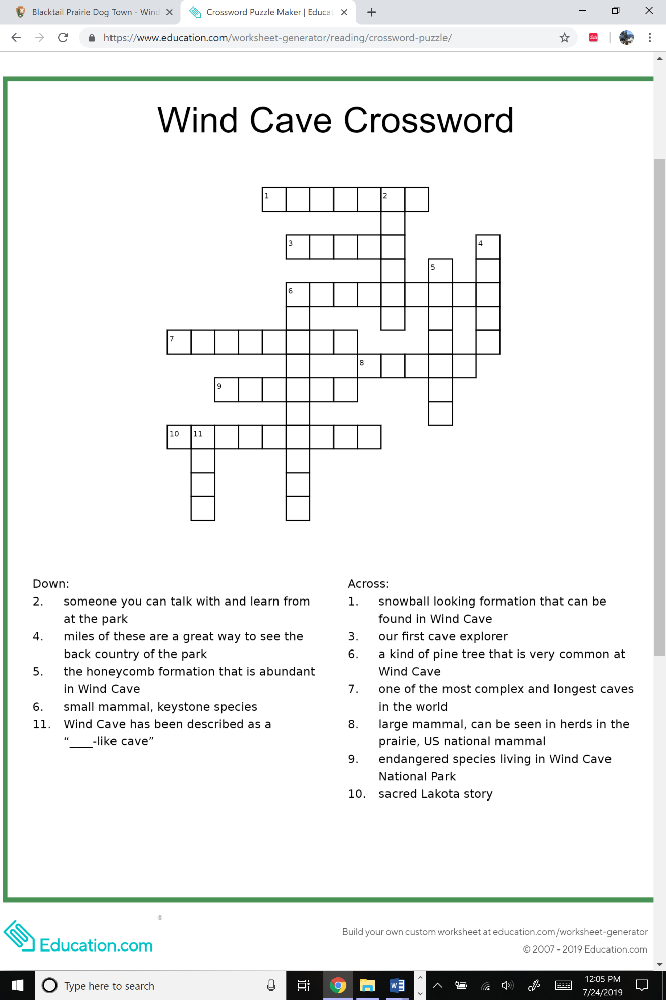 Blacktail Prairie Dog Town - Wind
Crossword Puzzle Maker | Educat
https://www.education.com/worksheet-generator/reading/crossword-puzzle/
dish
Wind Cave Crossword
1 2
3 4
5
6
7
8
9
10 11
Down:
2. someone you can talk with and learn from
at the park
4. miles of these are a great way to see the
back country of the park
5. the honeycomb formation that is abundant
in Wind Cave
6. small mammal, keystone species
11. Wind Cave has been described as a
“____-like cave”
Across:
1. snowball looking formation that can be
found in Wind Cave
3. our first cave explorer
6. a kind of pine tree that is very common at
Wind Cave
7. one of the most complex and longest caves
in the world
8. large mammal, can be seen in herds in the
prairie, US national mammal
9. endangered species living in Wind Cave
National Park
10. sacred Lakota story
®
Education.com
Build your own custom worksheet at education.com/worksheet-generator
© 2007 - 2019 Education.com
Type here to search
W
12:05 PM
7/24/2019